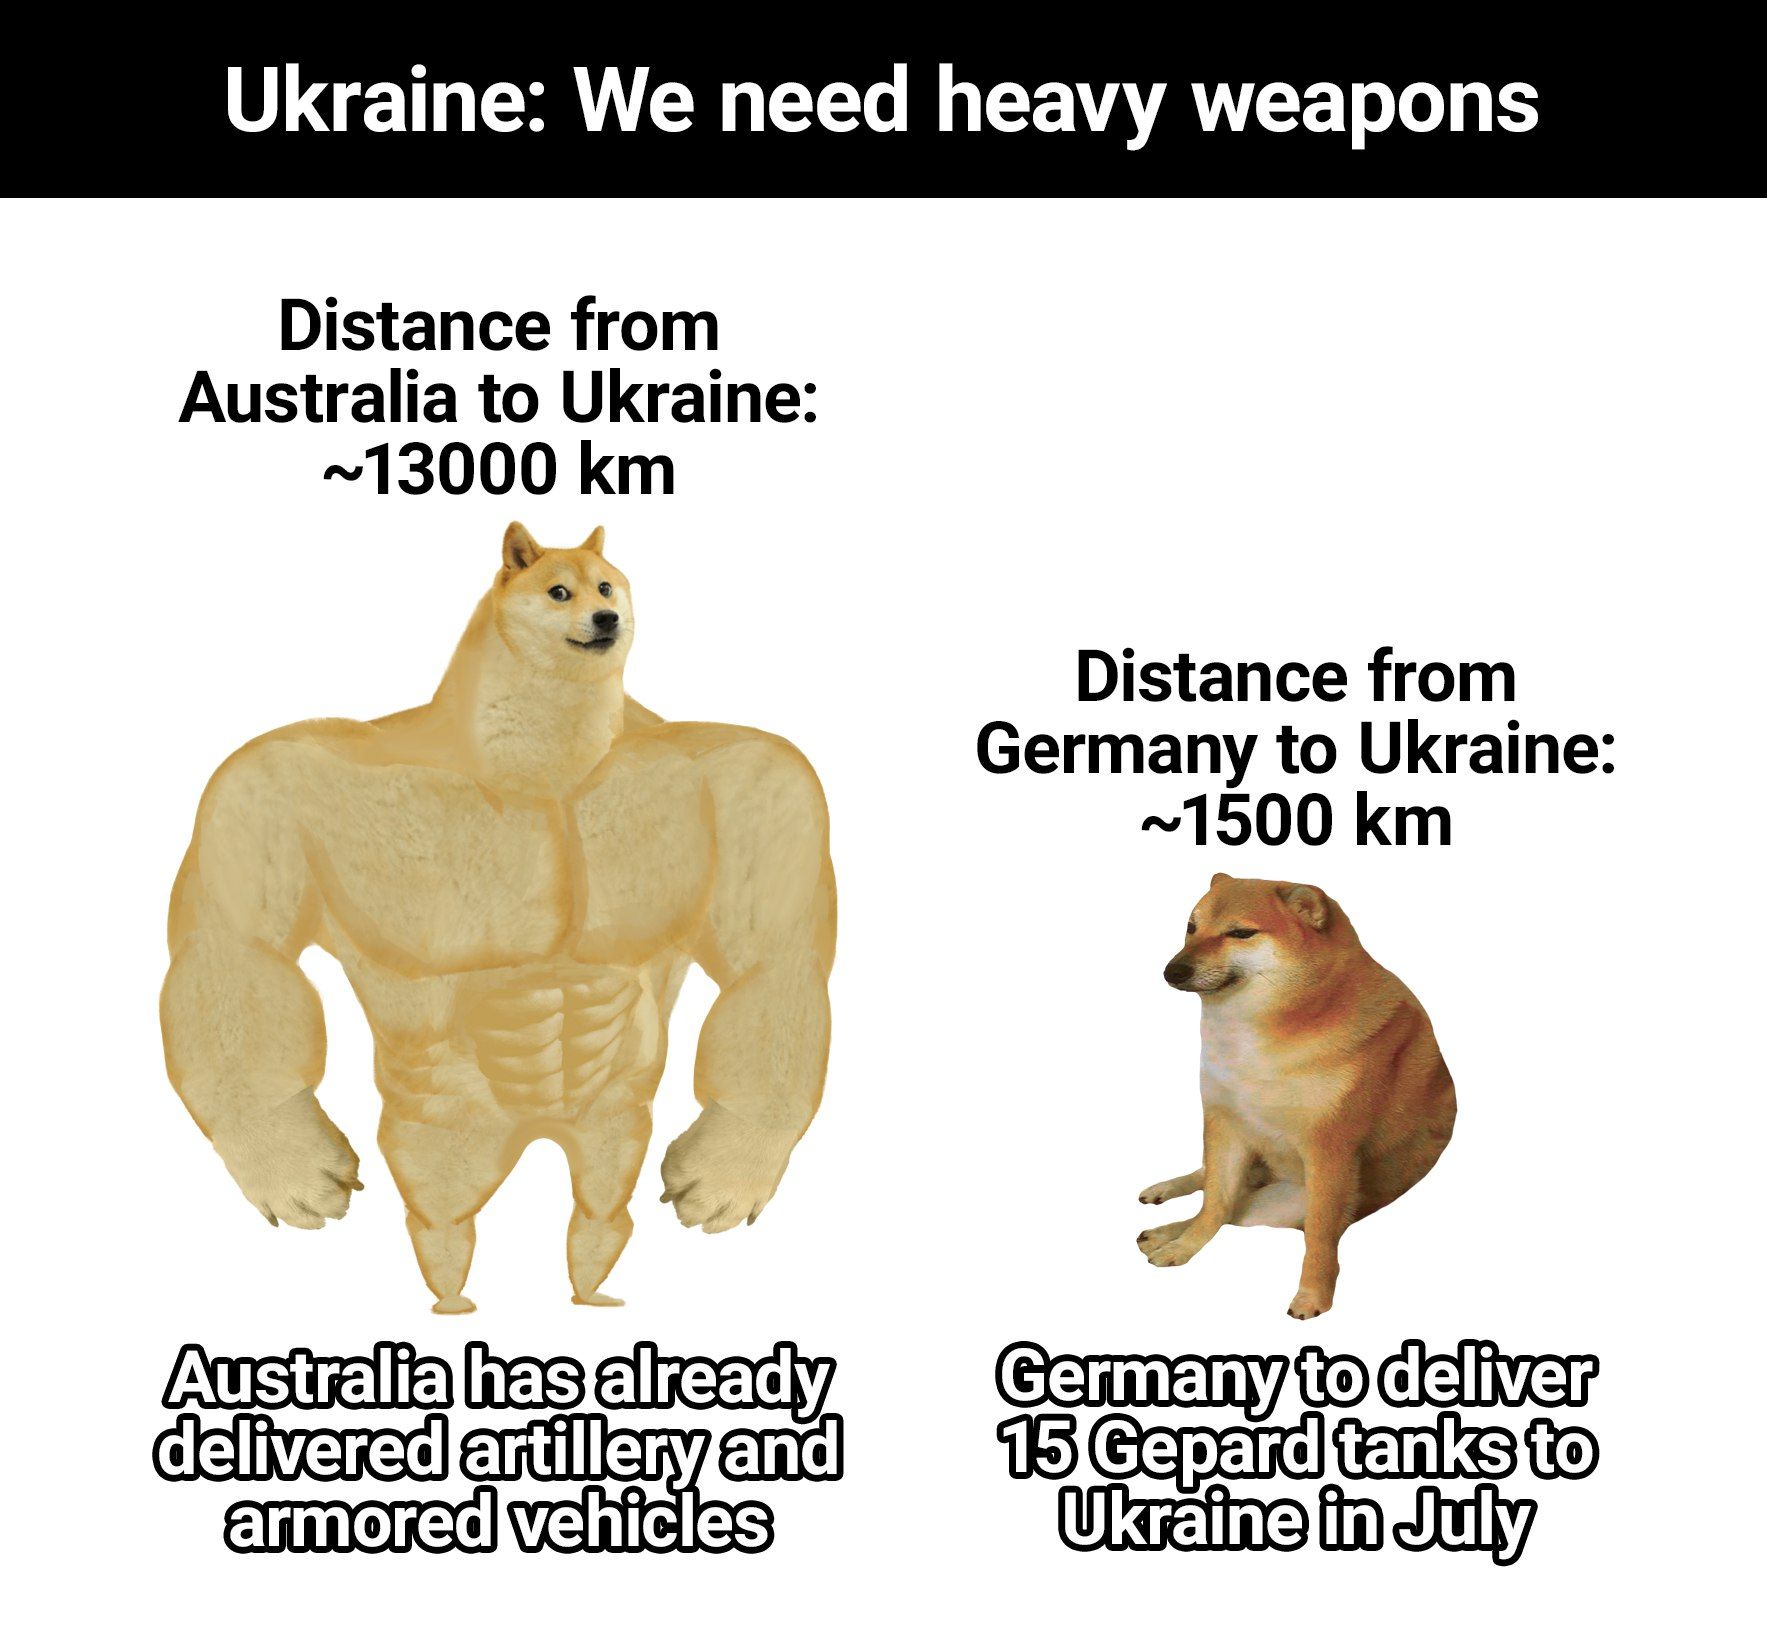 Ukraine: We need heavy weapons
Distance from
Australia to Ukraine:
~13000 km
Distance from
Germany to Ukraine:
~1500 km
Australia has already
delivered artillery and
armored vehicles
Germany to deliver
15 Gepard tanks to
Ukraine in July